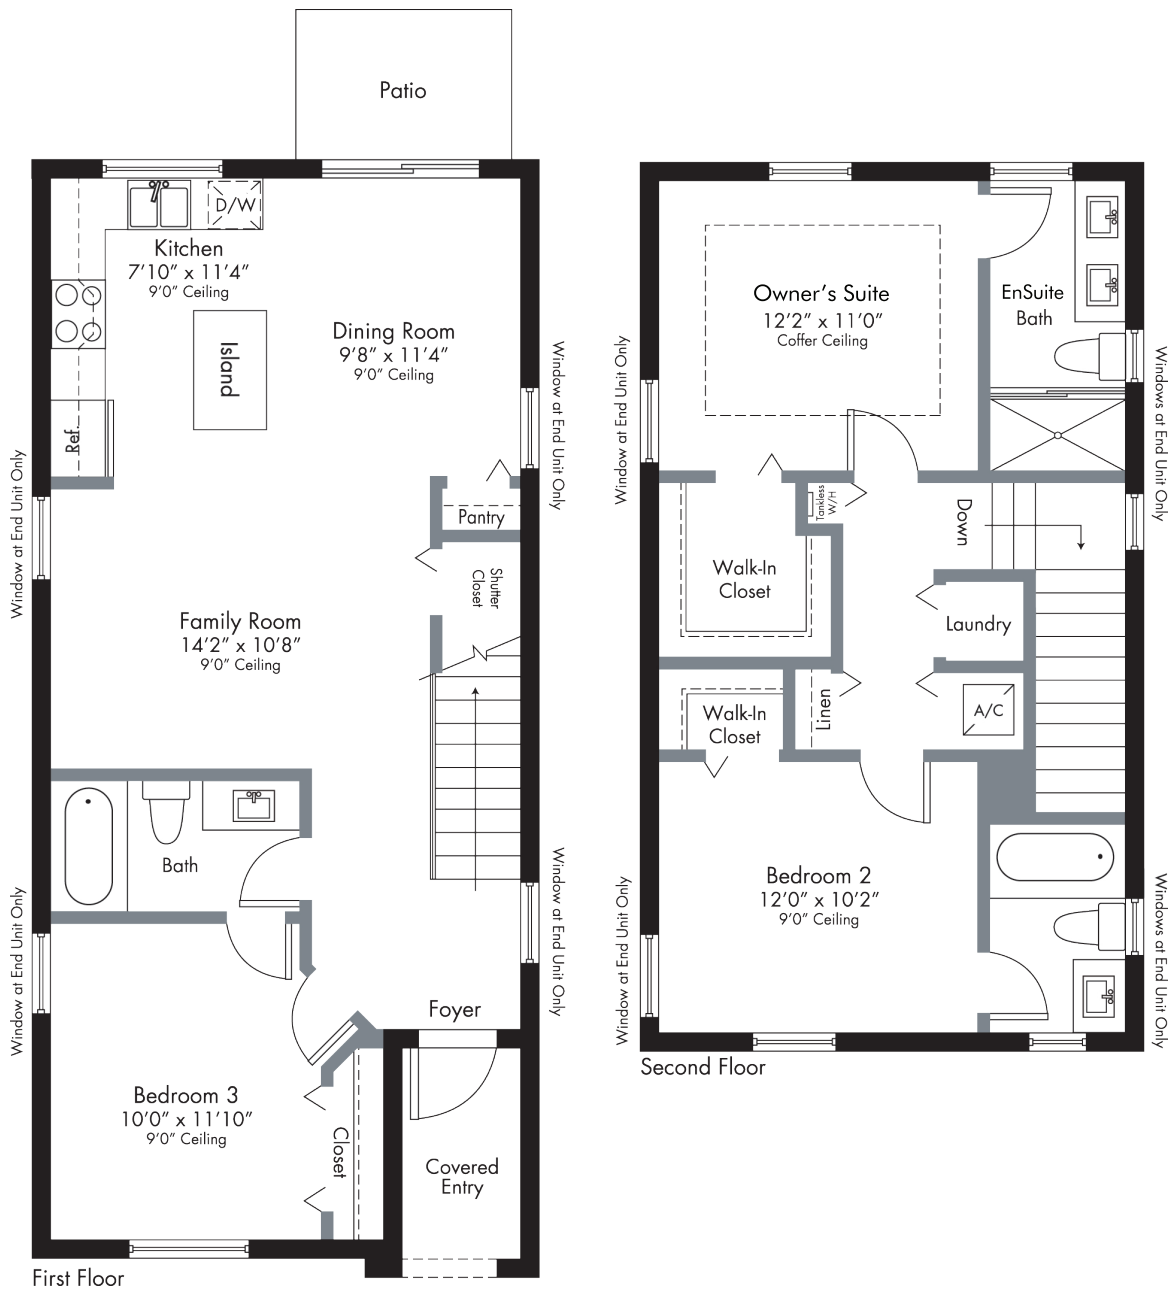 Patio
D/W
Kitchen
7'10" x 11'4"
9'0" Ceiling
Island
Dining Room
9'8" x 11'4"
9'0" Ceiling
Ref.
Window at End Unit Only
Window at End Unit Only
Pantry
Shutter
Closet
Family Room
14'2" x 10'8"
9'0" Ceiling
Bath
Window at End Unit Only
Window at End Unit Only
Foyer
Bedroom 3
10'0" x 11'10"
9'0" Ceiling
Closet
Covered
Entry
First Floor
Owner's Suite
12'2" x 11'0"
Coffer Ceiling
EnSuite
Bath
Window at End Unit Only
Windows at End Unit Only
Tankless
W/H
Down
Walk-In
Closet
Laundry
Linen
A/C
Walk-In
Closet
Bedroom 2
12'0" x 10'2"
9'0" Ceiling
Window at End Unit Only
Windows at End Unit Only
Second Floor